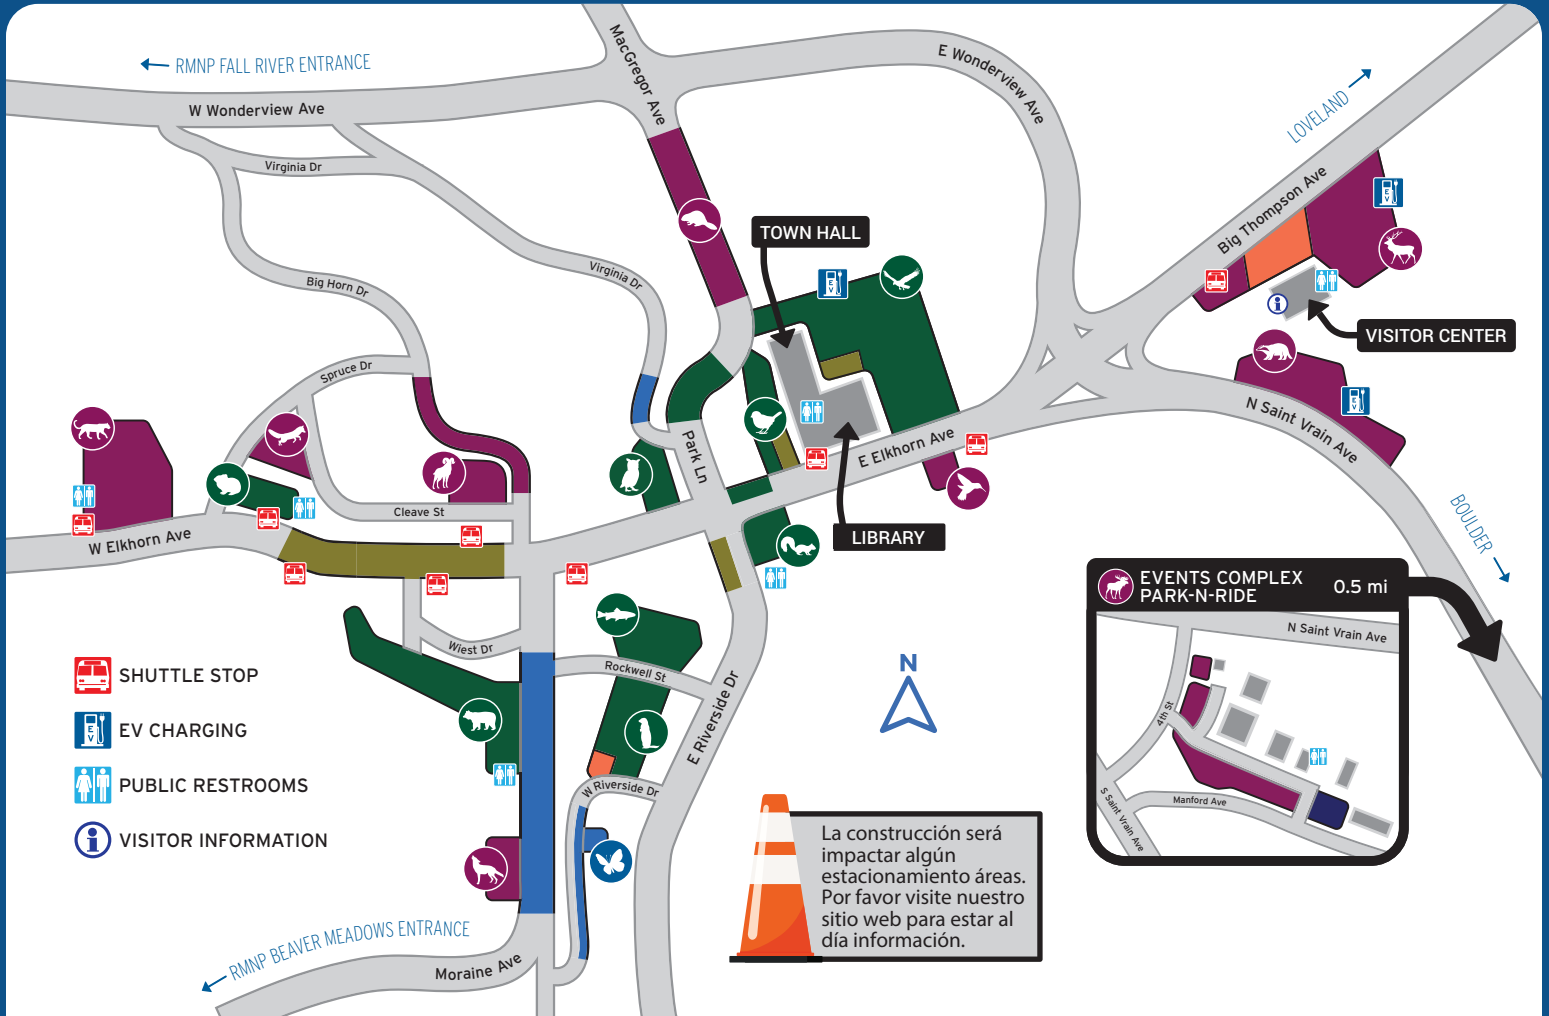 RMNP FALL RIVER ENTRANCE
W Wonderview Ave
MacGregor Ave
E Wonderview Ave
LOVELAND
Virginia Dr
Big Thompson Ave
EV
TOWN HALL
Virginia Dr
EV
Big Horn Dr
VISITOR CENTER
Spruce Dr
EV
N Saint Vrain Ave
Park Ln
E Elkhorn Ave
Cleave St
W Elkhorn Ave
LIBRARY
BOULDER
EVENTS COMPLEX
PARK-N-RIDE
0.5 mi
N Saint Vrain Ave
4th St
S Saint Vrain Ave
Manford Ave
Wiest Dr
Rockwell St
E Riverside Dr
W Riverside Dr
N
SHUTTLE STOP
EV
EV CHARGING
PUBLIC RESTROOMS
i
VISITOR INFORMATION
La construcción será
impactar algún
estacionamiento áreas.
Por favor visite nuestro
sitio web para estar al
día información.
RMNP BEAVER MEADOWS ENTRANCE
Moraine Ave